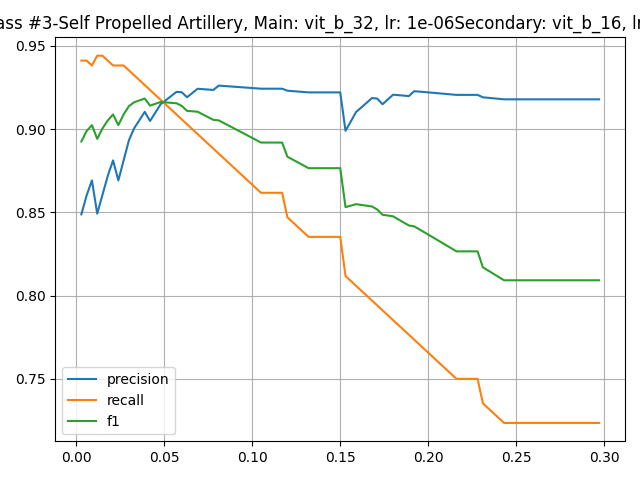 ass #3-Self Propelled Artillery, Main: vit_b_32, lr: 1e-06Secondary: vit_b_16, lr
0.95
0.90
0.85
0.80
0.75
precision
recall
f1
0.00 0.05 0.10 0.15 0.20 0.25 0.30